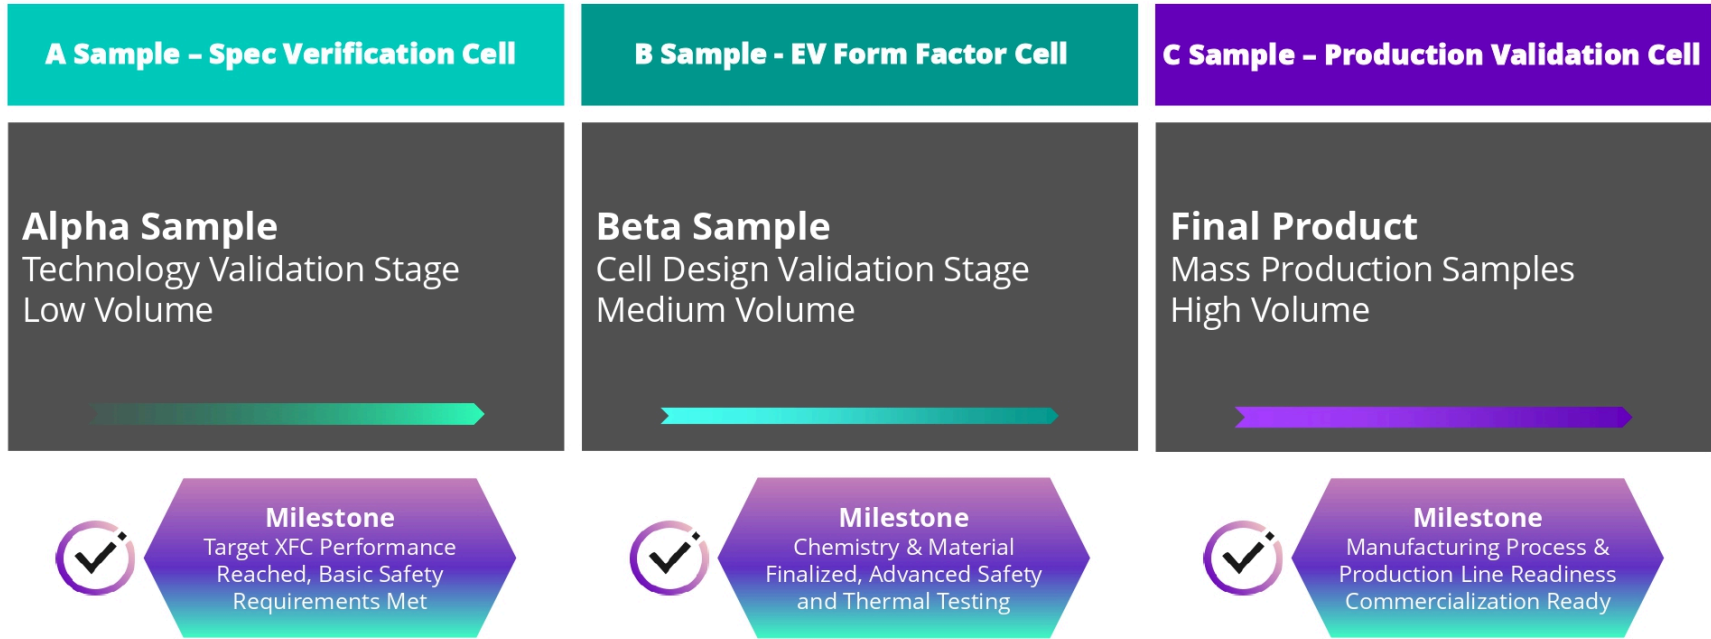 A Sample – Spec Verification Cell
Alpha Sample
Technology Validation Stage
Low Volume
Milestone
Target XFC Performance
Reached, Basic Safety
Requirements Met
B Sample - EV Form Factor Cell
Beta Sample
Cell Design Validation Stage
Medium Volume
Milestone
Chemistry & Material
Finalized, Advanced Safety
and Thermal Testing
C Sample – Production Validation Cell
Final Product
Mass Production Samples
High Volume
Milestone
Manufacturing Process &
Production Line Readiness
Commercialization Ready